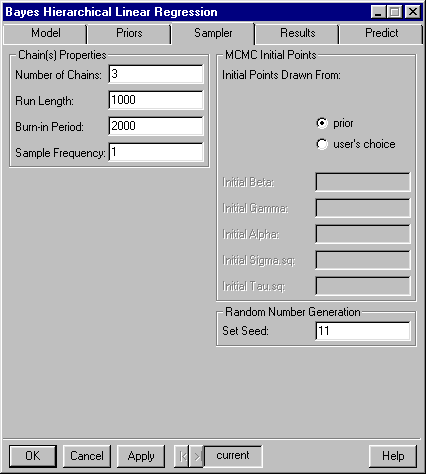 Bayes Hierarchical Linear Regression
Model Priors Sampler Results Predict
Chain(s) Properties
Number of Chains: 3
Run Length: 1000
Burn-in Period: 2000
Sample Frequency: 1
MCMC Initial Points
Initial Points Drawn From:
prior
user's choice
Initial Beta:
Initial Gamma:
Initial Alpha:
Initial Sigma.sq:
Initial Tau.sq:
Random Number Generation
Set Seed: 11
OK Cancel Apply current Help